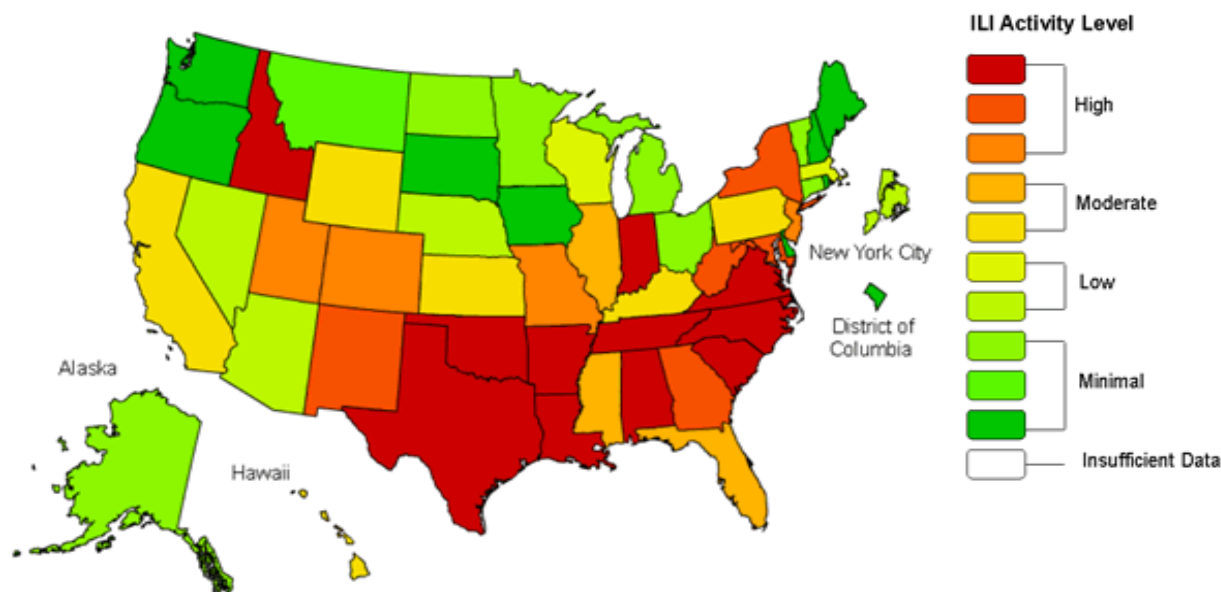 ILI Activity Level
High
Moderate
Low
Minimal
Insufficient Data
New York City
District of
Columbia
Alaska
Hawaii